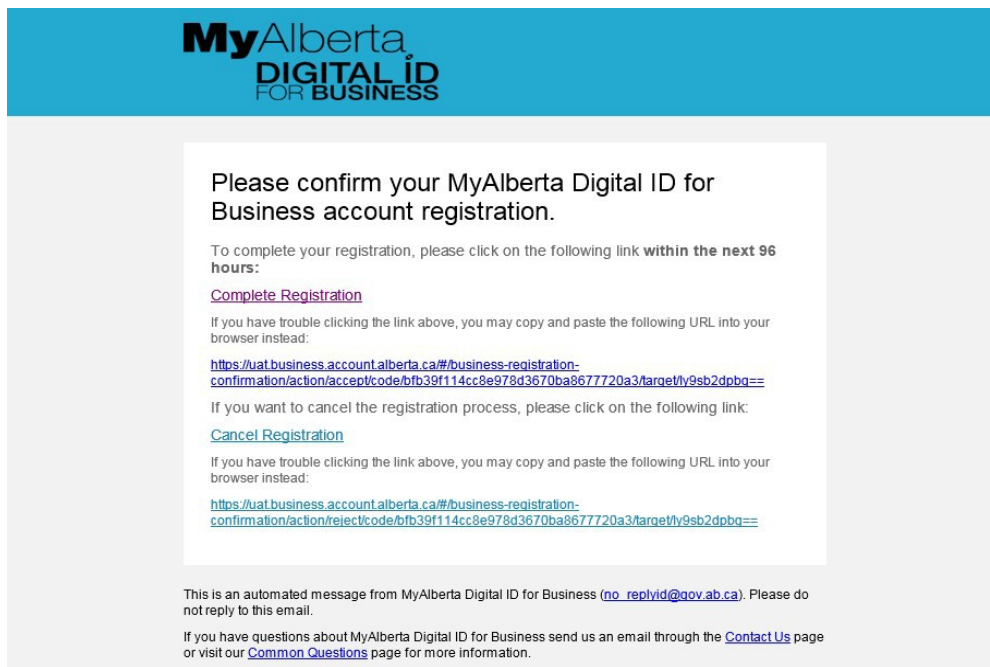 MyAlberta
DIGITAL iD
FOR BUSINESS
Please confirm your MyAlberta Digital ID for
Business account registration.
To complete your registration, please click on the following link within the next 96
hours:
Complete Registration
If you have trouble clicking the link above, you may copy and paste the following URL into your
browser instead:
https://uat.business.account.alberta.ca/#/business-registration-
confirmation/action/accept/code/bfb39f114cc8e978d3670ba8677720a3/target/ly9sb2dpbg==
If you want to cancel the registration process, please click on the following link:
Cancel Registration
If you have trouble clicking the link above, you may copy and paste the following URL into your
browser instead:
https://uat.business.account.alberta.ca/#/business-registration-
confirmation/action/reject/code/bfb39f114cc8e978d3670ba8677720a3/target/ly9sb2dpbg==
This is an automated message from MyAlberta Digital ID for Business (no_replyid@gov.ab.ca). Please do
not reply to this email.
If you have questions about MyAlberta Digital ID for Business send us an email through the Contact Us page
or visit our Common Questions page for more information.